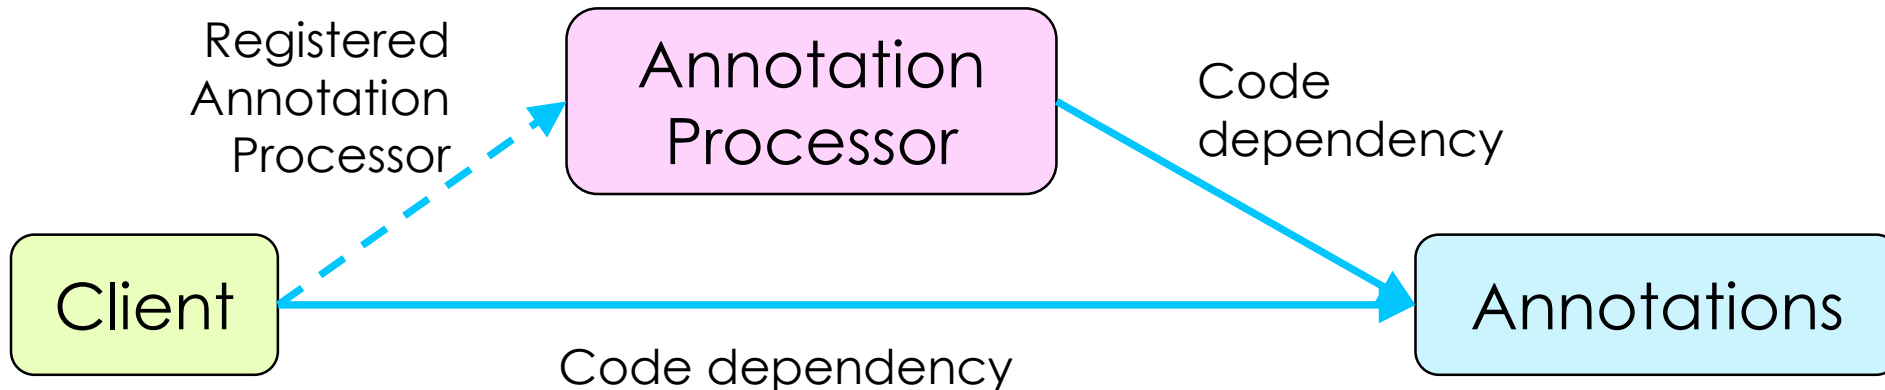 Registered
Annotation
Processor
Annotation
Processor
Code
dependency
Client
Annotations
Code dependency